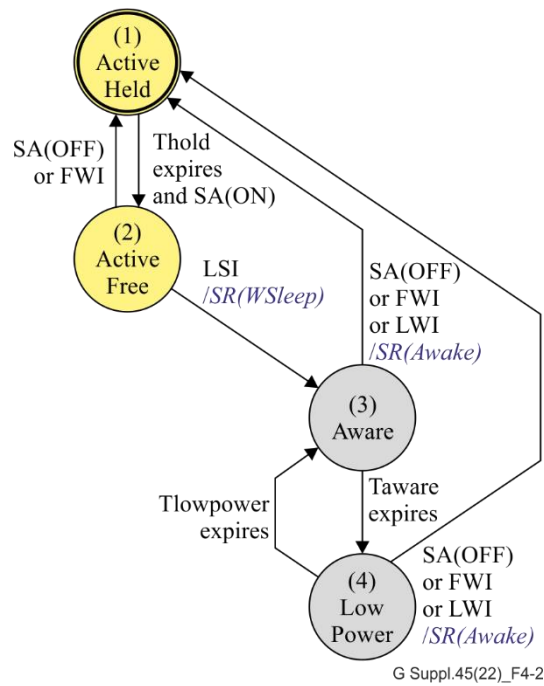 (1)
Active
Held
SA(OFF)
or FWI
Thold
expires
and SA(ON)
(2)
Active
Free
LSI
/SR(WSleep)
SA(OFF)
or FWI
or LWI
/SR(Awake)
(3)
Aware
Tlowpower
expires
Taware
expires
(4)
Low
Power
SA(OFF)
or FWI
or LWI
/SR(Awake)
G Suppl.45(22)_F4-2